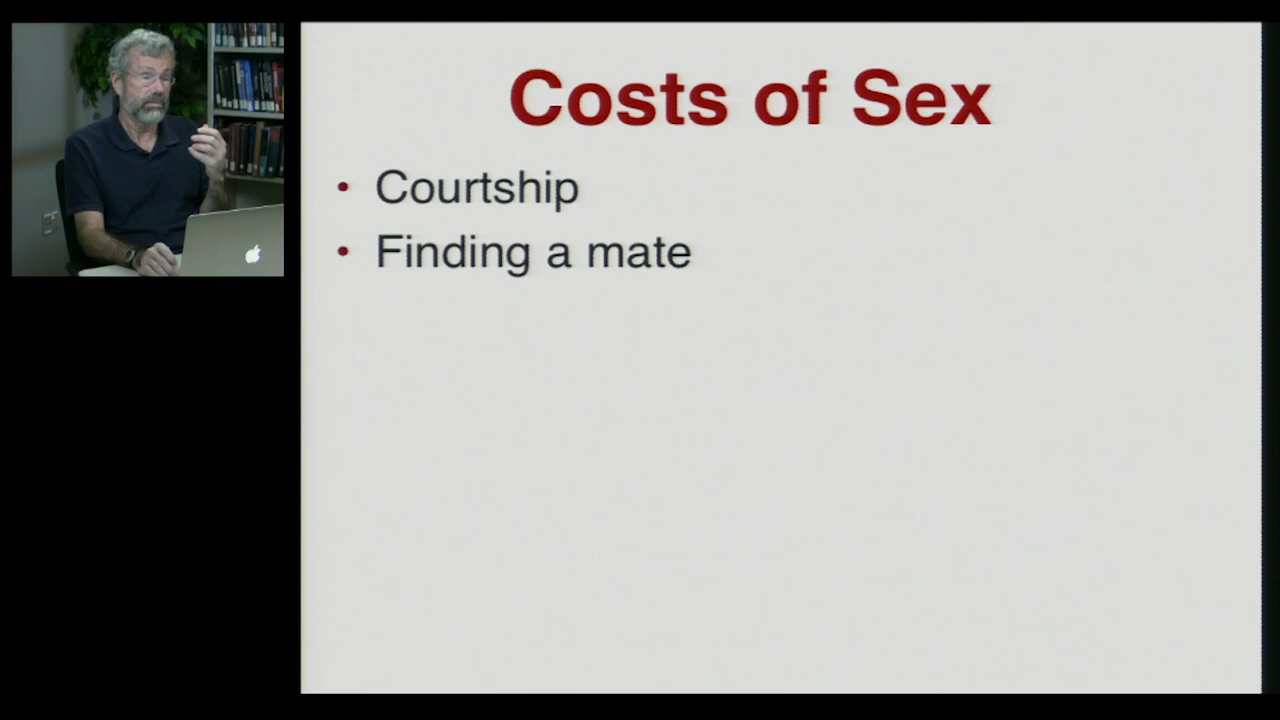 Costs of Sex
• Courtship
• Finding a mate